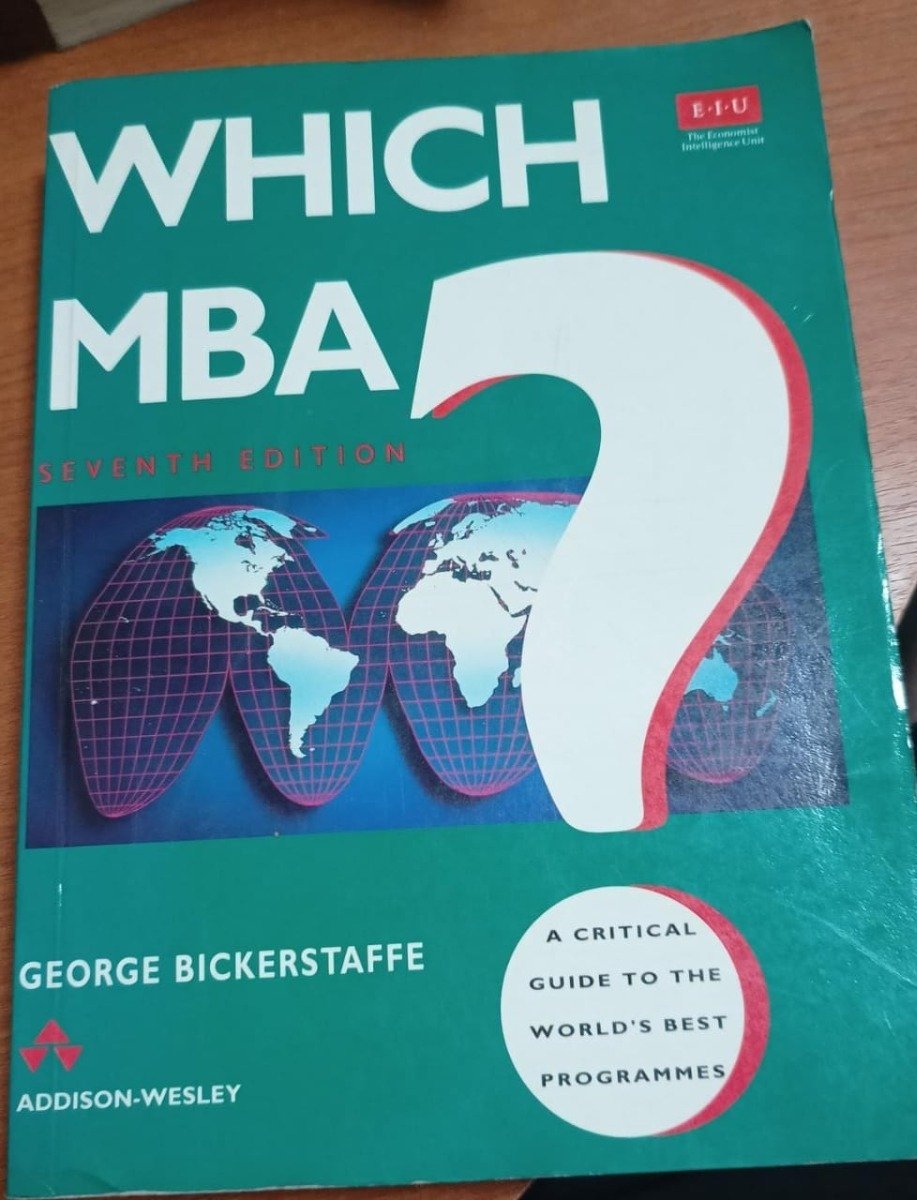 WHICH
MBA?
E·I·U
The Economist
Intelligence Unit
SEVENTH EDITION
GEORGE BICKERSTAFFE
ADDISON-WESLEY
A CRITICAL
GUIDE TO THE
WORLD'S BEST
PROGRAMMES